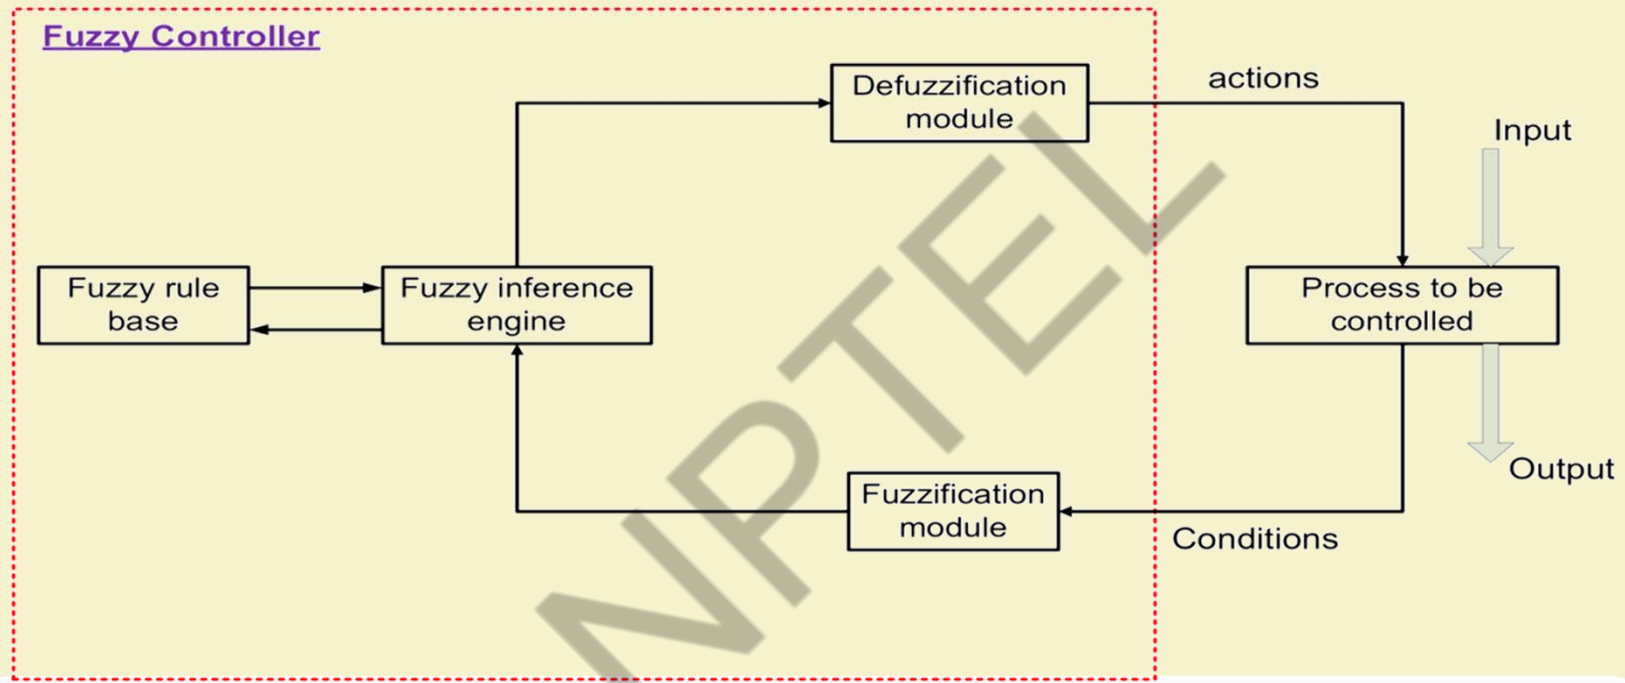 Fuzzy Controller
Defuzzification
module
actions
Input
Fuzzy rule
base
Fuzzy inference
engine
Process to be
controlled
Output
Fuzzification
module
Conditions
NPTEL